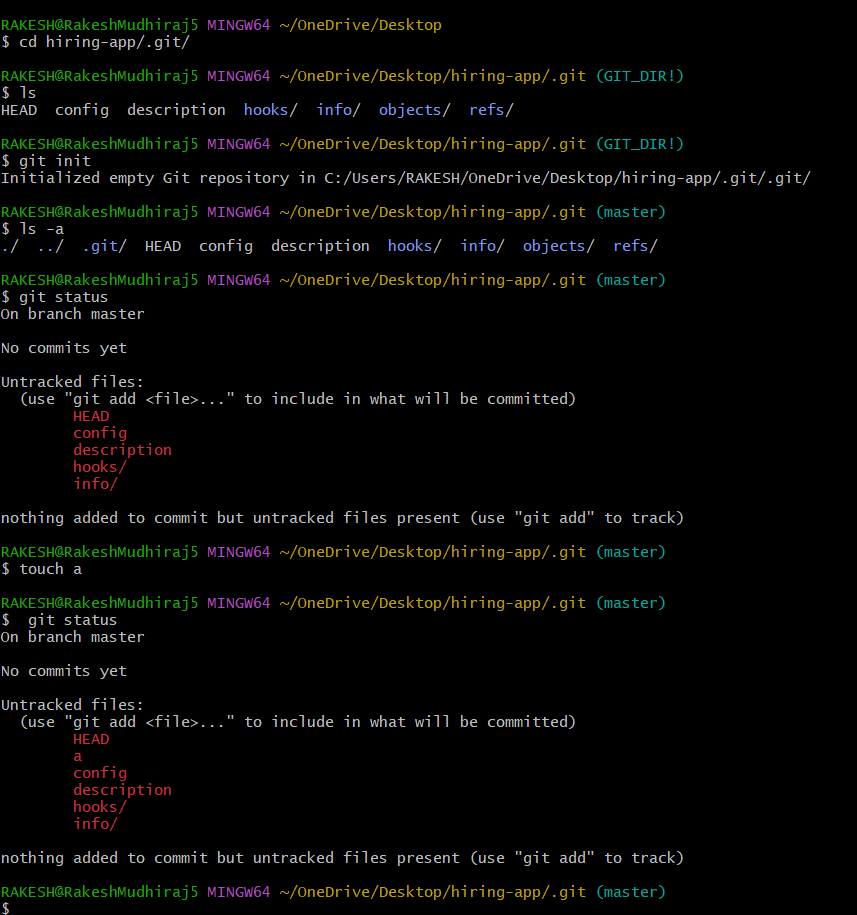 RAKESH@RakeshMudhiraj5 MINGW64 ~/OneDrive/Desktop
$ cd hiring-app/.git/
RAKESH@RakeshMudhiraj5 MINGW64 ~/OneDrive/Desktop/hiring-app/.git (GIT_DIR!)
$ ls
HEAD  config  description  hooks/  info/  objects/  refs/
RAKESH@RakeshMudhiraj5 MINGW64 ~/OneDrive/Desktop/hiring-app/.git (GIT_DIR!)
$ git init
Initialized empty Git repository in C:/Users/RAKESH/OneDrive/Desktop/hiring-app/.git/.git/
RAKESH@RakeshMudhiraj5 MINGW64 ~/OneDrive/Desktop/hiring-app/.git (master)
$ ls -a
./  ../  .git/  HEAD  config  description  hooks/  info/  objects/  refs/
RAKESH@RakeshMudhiraj5 MINGW64 ~/OneDrive/Desktop/hiring-app/.git (master)
$ git status
On branch master
No commits yet
Untracked files:
  (use "git add <file>..." to include in what will be committed)
        HEAD
        config
        description
        hooks/
        info/
nothing added to commit but untracked files present (use "git add" to track)
RAKESH@RakeshMudhiraj5 MINGW64 ~/OneDrive/Desktop/hiring-app/.git (master)
$ touch a
RAKESH@RakeshMudhiraj5 MINGW64 ~/OneDrive/Desktop/hiring-app/.git (master)
$  git status
On branch master
No commits yet
Untracked files:
  (use "git add <file>..." to include in what will be committed)
        HEAD
        a
        config
        description
        hooks/
        info/
nothing added to commit but untracked files present (use "git add" to track)
RAKESH@RakeshMudhiraj5 MINGW64 ~/OneDrive/Desktop/hiring-app/.git (master)
$